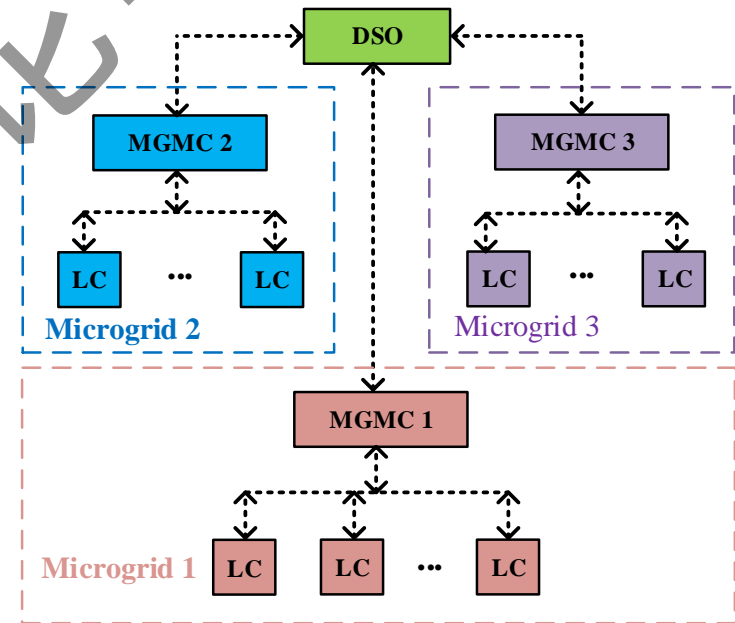 DSO
MGMC 2
MGMC 3
LC ... LC
LC ... LC
Microgrid 2
Microgrid 3
MGMC 1
LC LC ... LC
Microgrid 1